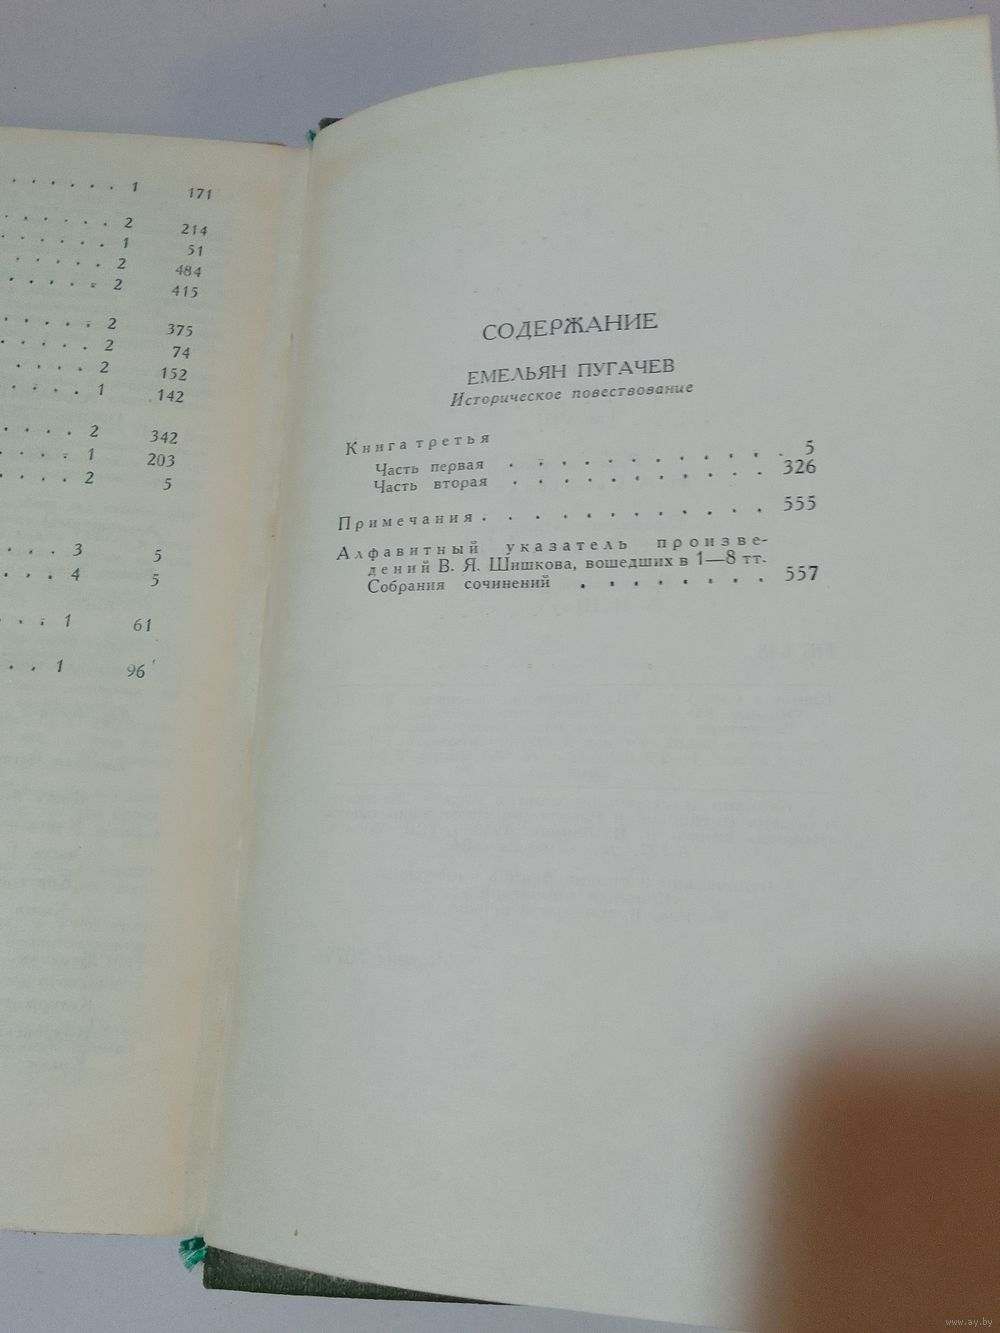 . . . . . . 1 171
. . . . . . 2 214
. . . . . . 1 51
. . . . . 2 484
. . . . . 2 415
. . . . . 2 375
. . . . . 2 74
. . . . . 2 152
. . . . . 1 142
. . . . 2 342
. . . . 1 203
. . . . 2 5
. . . . 3 5
. . . . 4 5
. . . 1 61
. . . 1 96
СОДЕРЖАНИЕ
ЕМЕЛЬЯН ПУГАЧЕВ
Историческое повествование
Книга третья
Часть первая . . . . . . . . . . . 5
Часть вторая . . . . . . . . . . 326
Примечания . . . . . . . . . . . 555
Алфавитный указатель произве-
дений В. Я. Шишкова, вошедших в 1—8 тт.
Собрания сочинений . . . . . . . 557
www.ay.by